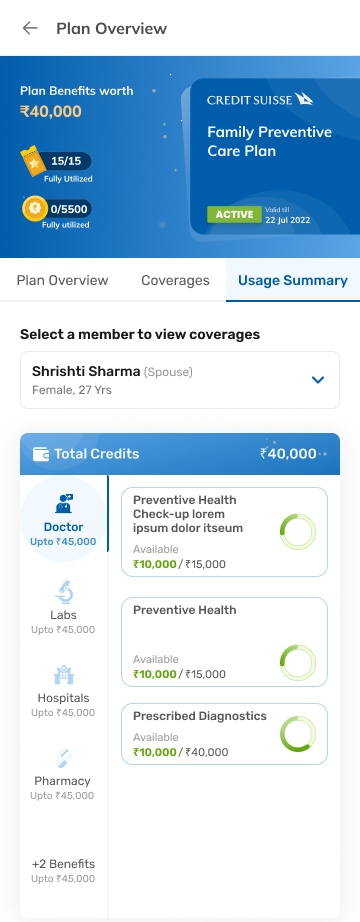 Plan Overview
Plan Benefits worth
₹40,000
15/15
Fully Utilized
0/5500
Fully utilized
CREDIT SUISSE
Family Preventive
Care Plan
ACTIVE
Valid till
22 Jul 2022
Plan Overview
Coverages
Usage Summary
Select a member to view coverages
Shrishti Sharma (Spouse)
Female, 27 Yrs
Total Credits
₹40,000
Doctor
Upto ₹45,000
Labs
Upto ₹45,000
Hospitals
Upto ₹45,000
Pharmacy
Upto ₹45,000
+2 Benefits
Upto ₹45,000
Preventive Health
Check-up lorem
ipsum dolor itseum
Available
₹10,000/₹15,000
Preventive Health
Available
₹10,000/₹15,000
Prescribed Diagnostics
Available
₹10,000/₹40,000